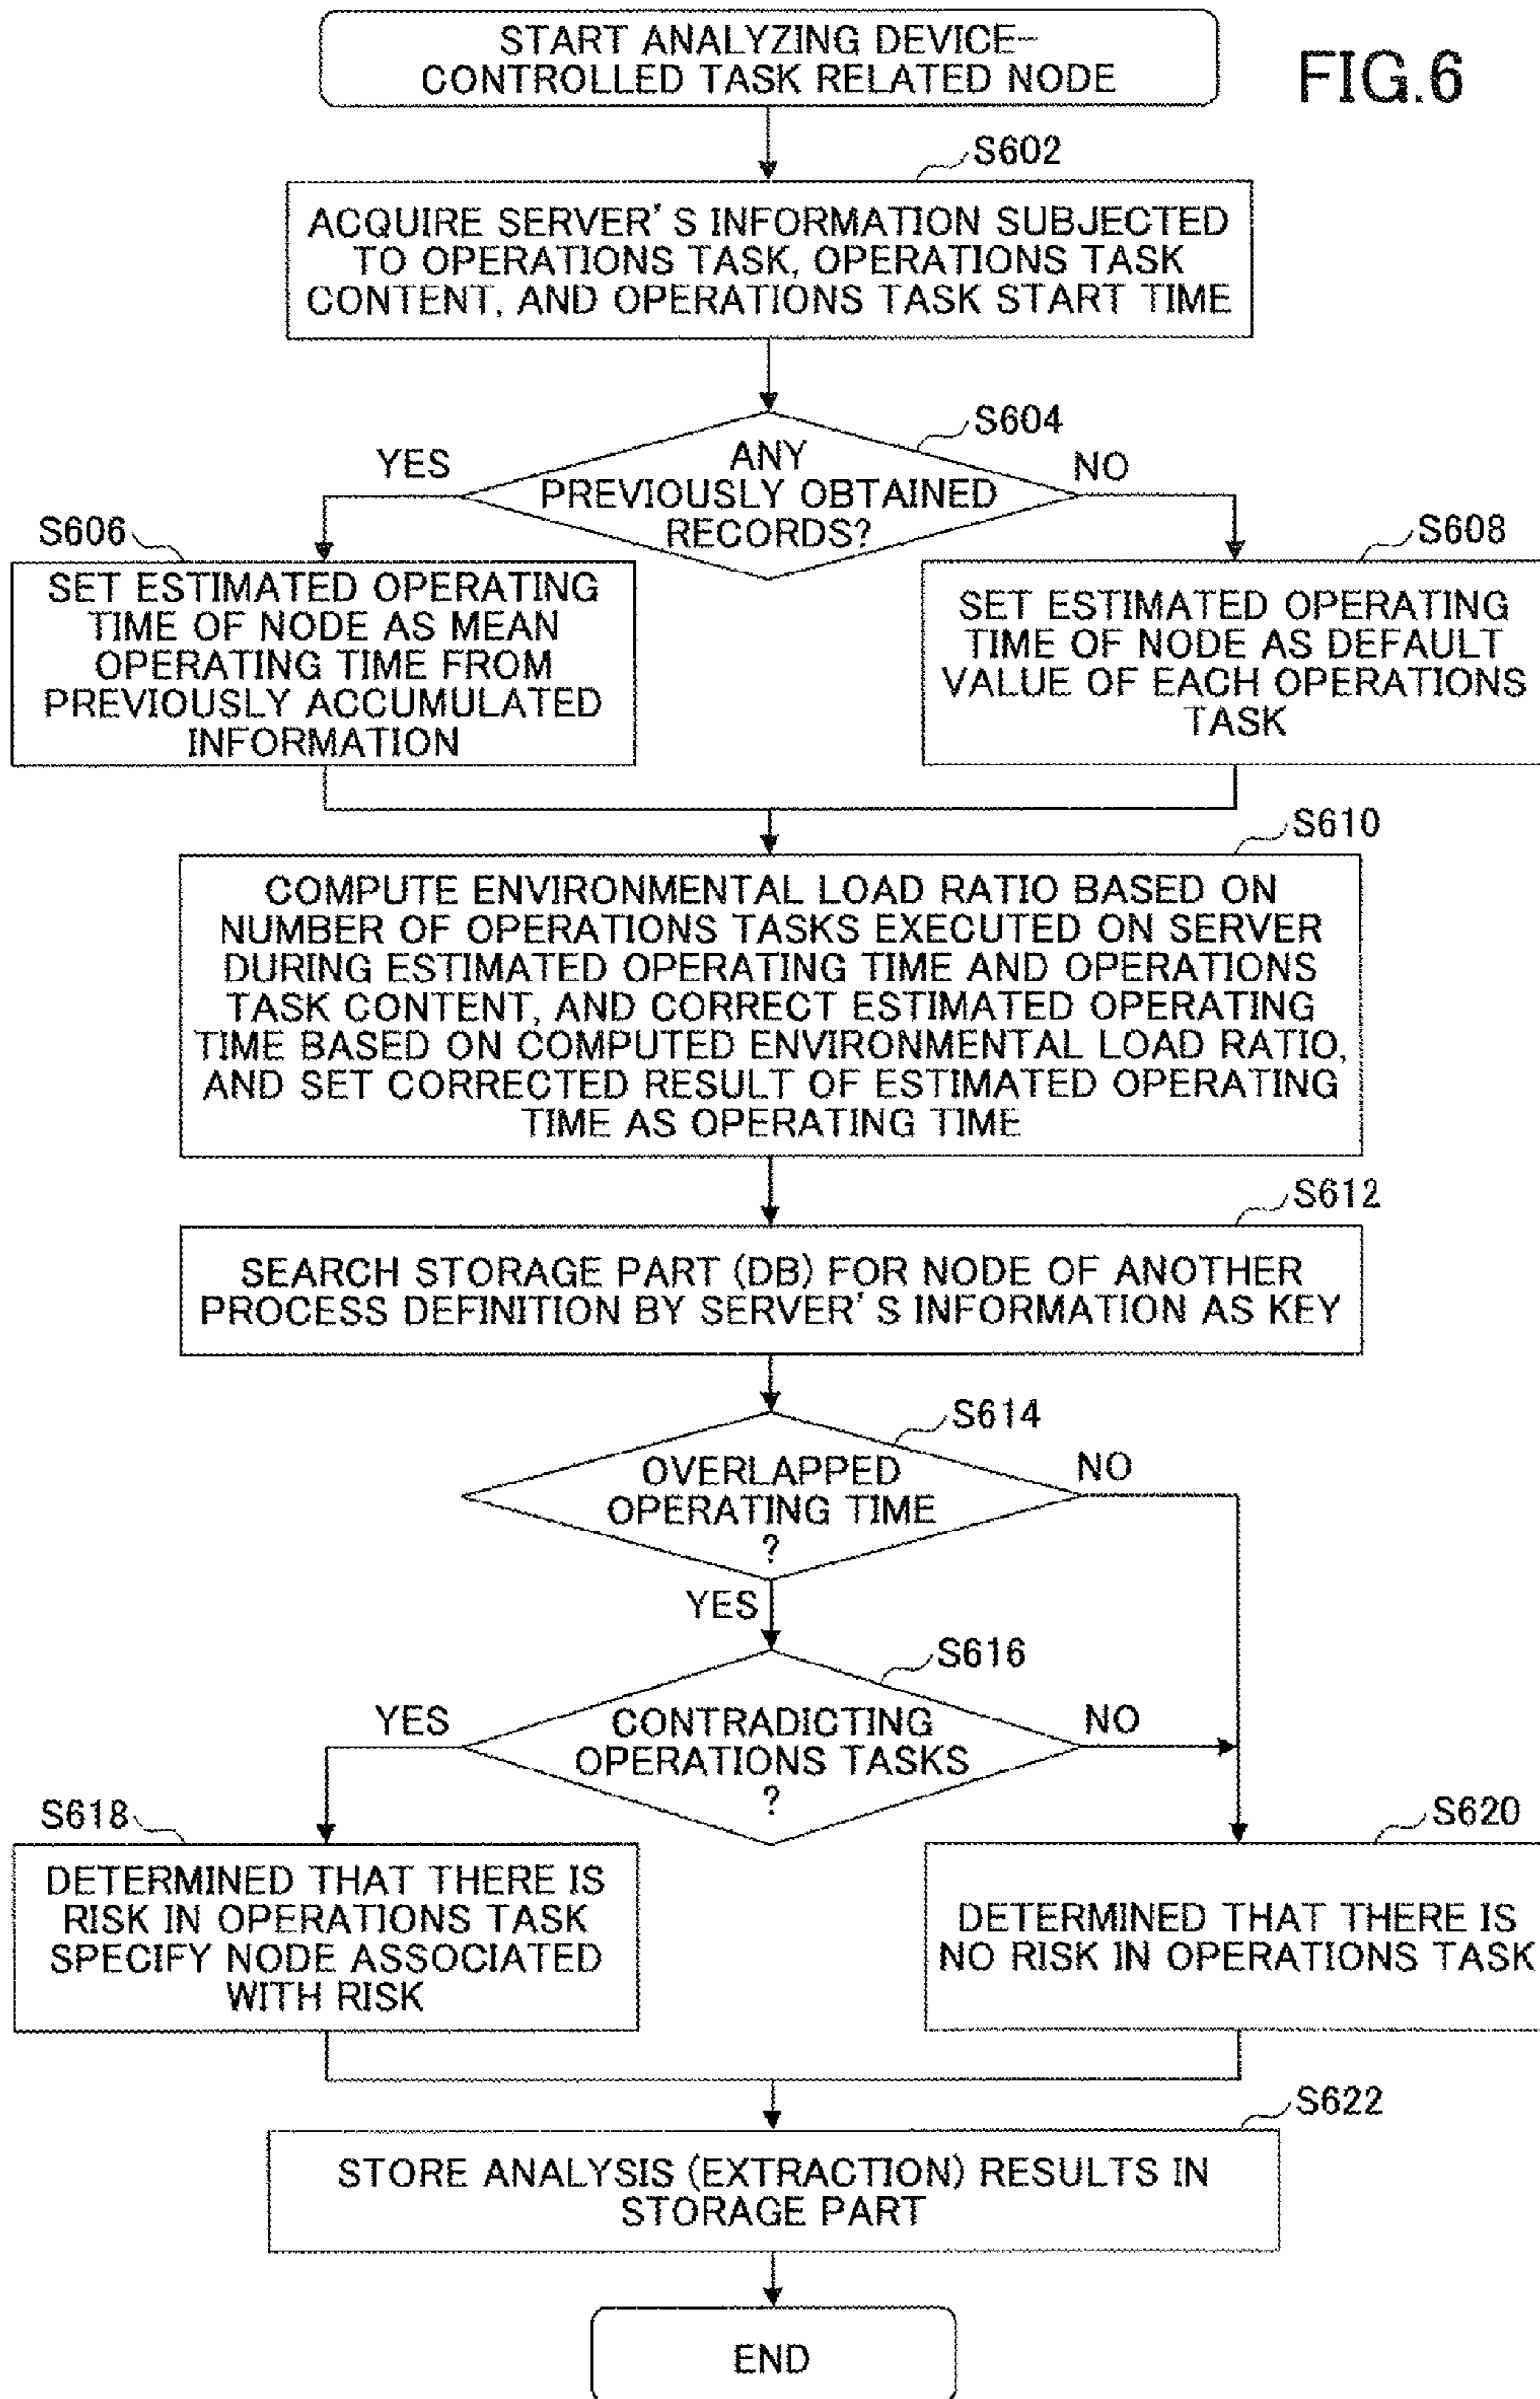 START ANALYZING DEVICE-
CONTROLLED TASK RELATED NODE
FIG.6
S602
ACQUIRE SERVER'S INFORMATION SUBJECTED
TO OPERATIONS TASK, OPERATIONS TASK
CONTENT, AND OPERATIONS TASK START TIME
S604
ANY
PREVIOUSLY OBTAINED
RECORDS?
YES
NO
S606
SET ESTIMATED OPERATING
TIME OF NODE AS MEAN
OPERATING TIME FROM
PREVIOUSLY ACCUMULATED
INFORMATION
S608
SET ESTIMATED OPERATING
TIME OF NODE AS DEFAULT
VALUE OF EACH OPERATIONS
TASK
S610
COMPUTE ENVIRONMENTAL LOAD RATIO BASED ON
NUMBER OF OPERATIONS TASKS EXECUTED ON SERVER
DURING ESTIMATED OPERATING TIME AND OPERATIONS
TASK CONTENT, AND CORRECT ESTIMATED OPERATING
TIME BASED ON COMPUTED ENVIRONMENTAL LOAD RATIO,
AND SET CORRECTED RESULT OF ESTIMATED OPERATING
TIME AS OPERATING TIME
S612
SEARCH STORAGE PART (DB) FOR NODE OF ANOTHER
PROCESS DEFINITION BY SERVER'S INFORMATION AS KEY
S614
OVERLAPPED
OPERATING TIME
?
NO
YES
S616
CONTRADICTING
OPERATIONS TASKS
?
YES
NO
S618
DETERMINED THAT THERE IS
RISK IN OPERATIONS TASK
SPECIFY NODE ASSOCIATED
WITH RISK
S620
DETERMINED THAT THERE IS
NO RISK IN OPERATIONS TASK
S622
STORE ANALYSIS (EXTRACTION) RESULTS IN
STORAGE PART
END